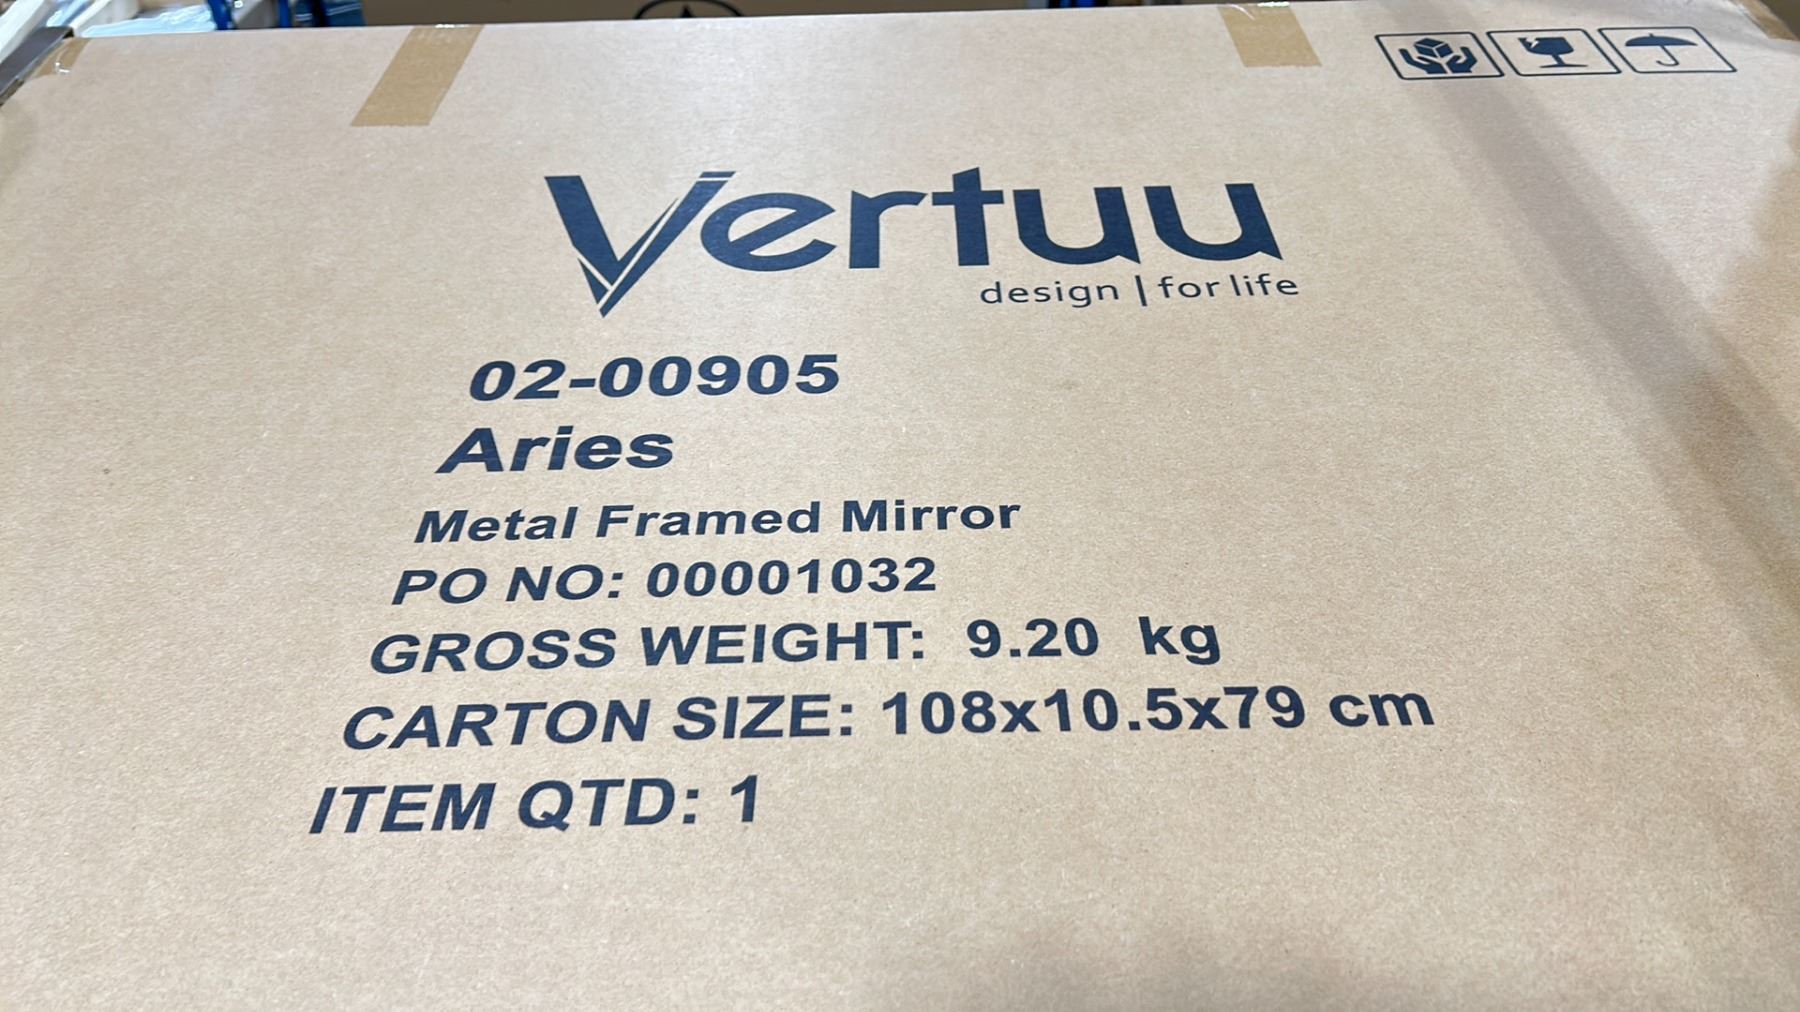 Vertuu
design | for life
02-00905
Aries
Metal Framed Mirror
PO NO: 00001032
GROSS WEIGHT: 9.20 kg
CARTON SIZE: 108x10.5x79 cm
ITEM QTD: 1